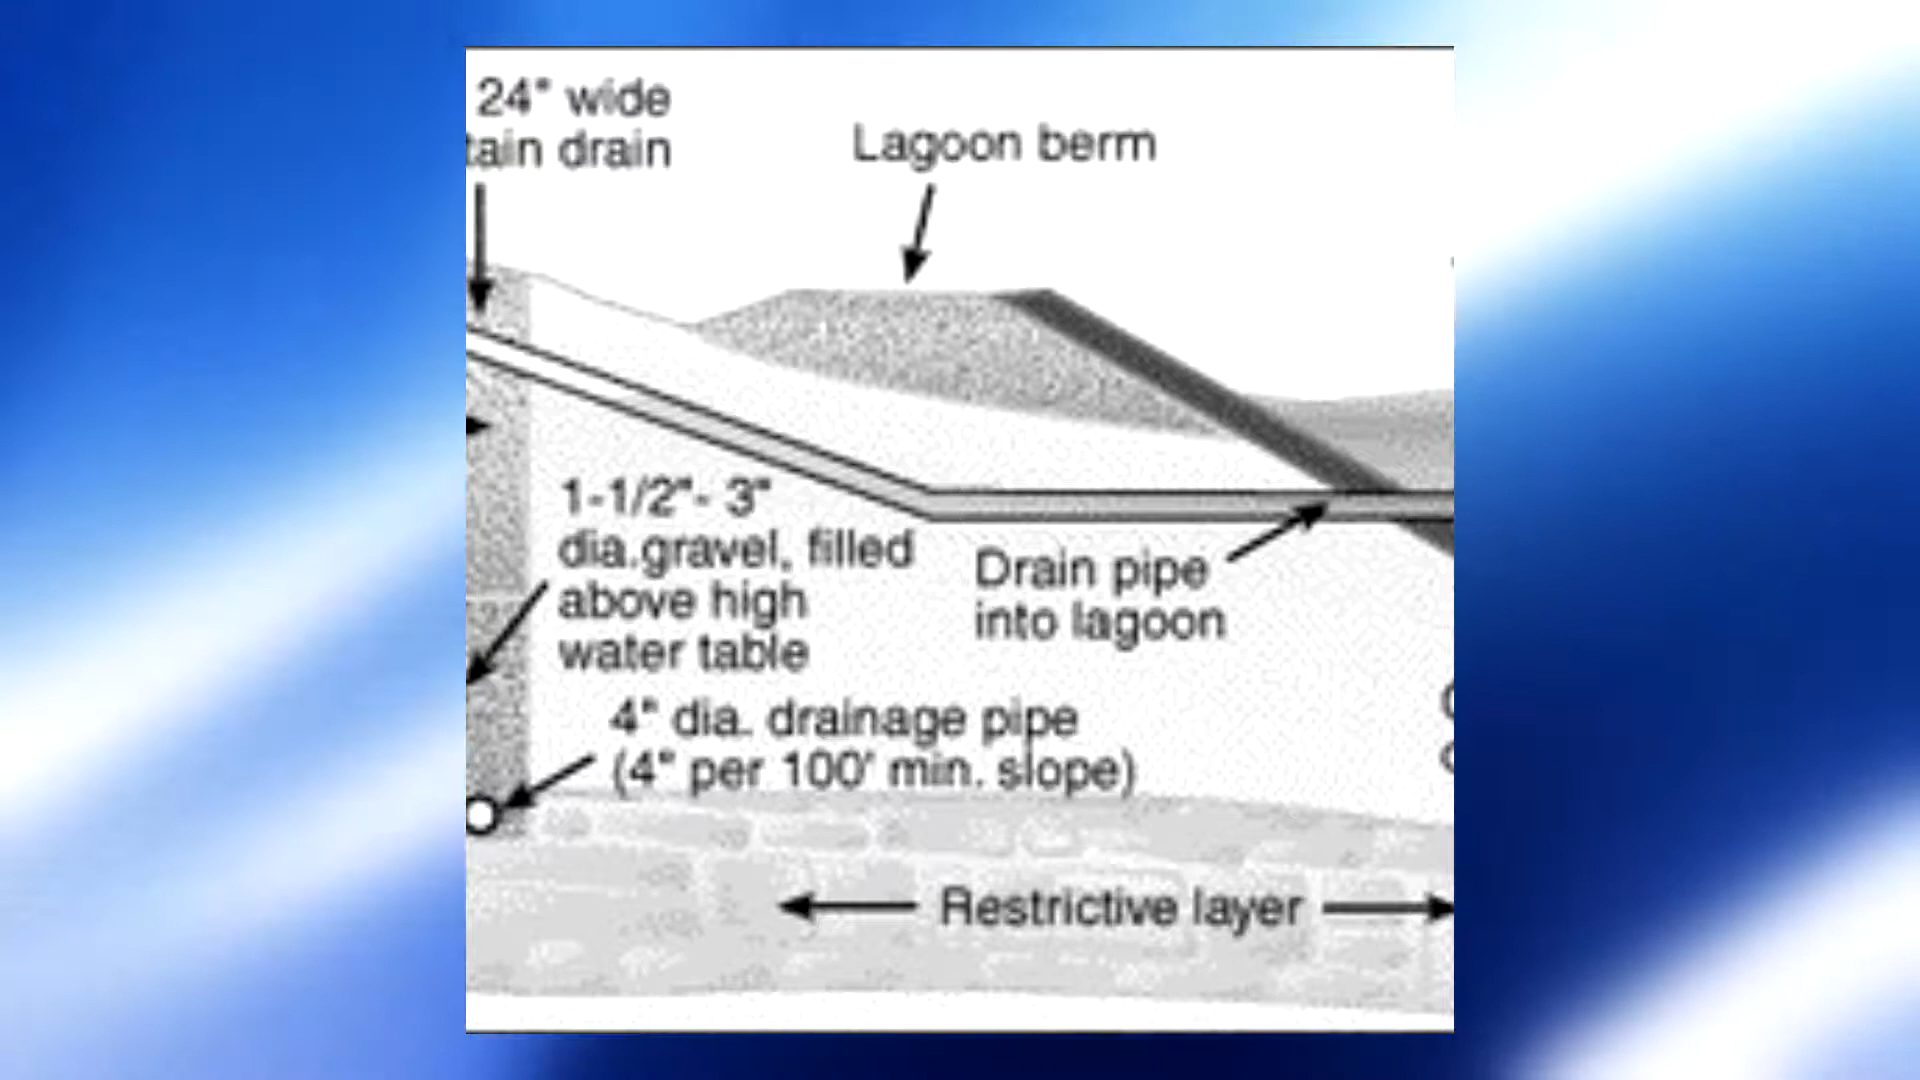 24" wide
tain drain
Lagoon berm
1-1/2"- 3"
dia.gravel, filled
above high
water table
Drain pipe
into lagoon
4" dia. drainage pipe
(4" per 100' min. slope)
Restrictive layer